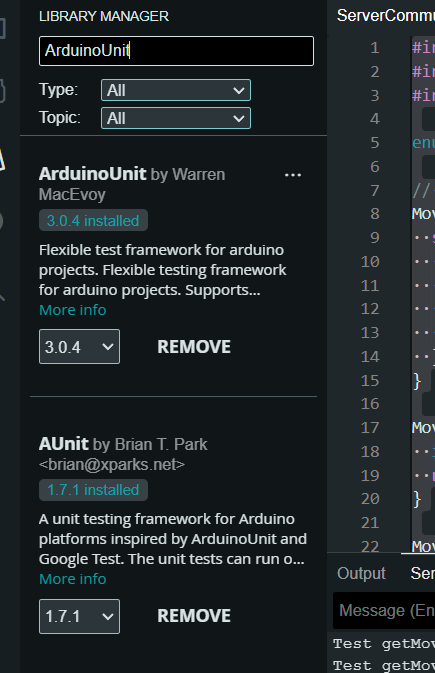 LIBRARY MANAGER
ArduinoUnit
Type:
All
Topic:
All
ArduinoUnit by Warren
MacEvoy
3.0.4 installed
Flexible test framework for arduino
projects. Flexible testing framework
for arduino projects. Supports...
More info
3.0.4
REMOVE
AUnit by Brian T. Park
<brian@xparks.net>
1.7.1 installed
A unit testing framework for Arduino
platforms inspired by ArduinoUnit and
Google Test. The unit tests can run o...
More info
1.7.1
REMOVE
ServerCommu
1 #in
2 #in
3 #in
4
5 enu
6
7 //
8 Mov
9
10
11
12
13
14
15 }
16
17 Mov
18
19
20 }
21
22 Mov
Output
Ser
Message (En
Test getMov
Test getMov